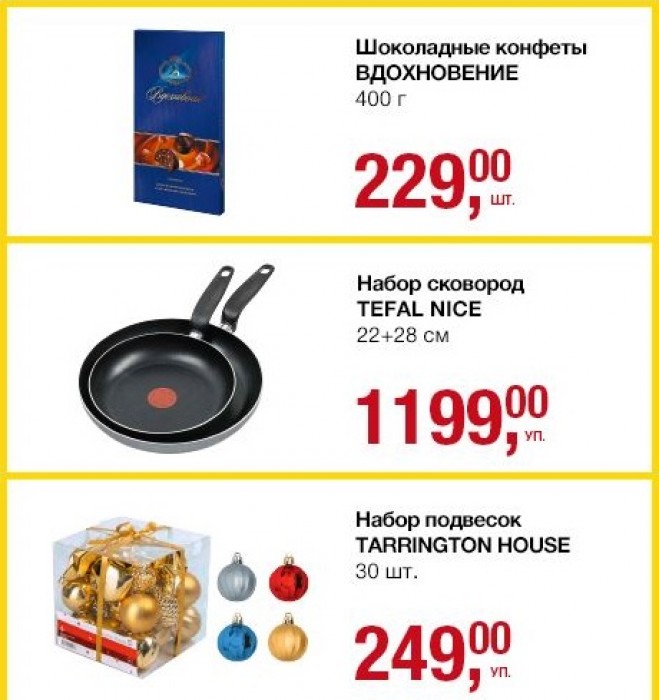 Вдохновение
Шоколадные конфеты
ВДОХНОВЕНИЕ
400 г
229,00
шт.
Набор сковород
TEFAL NICE
22+28 см
1199,00
уп.
Набор подвесок
TARRINGTON HOUSE
30 шт.
249,00
уп.